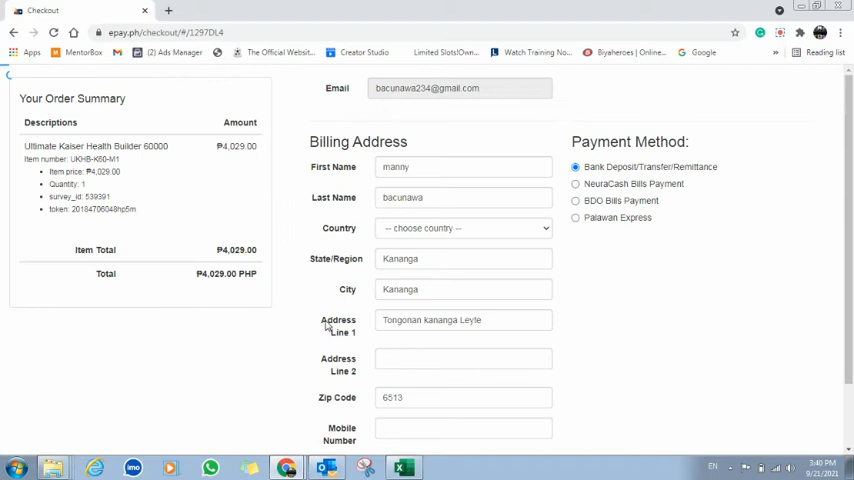 Checkout
epay.ph/checkout/#/1297DL4
Apps
MentorBox
(2) Ads Manager
The Official Website...
Creator Studio
Limited Slots!Own...
Watch Training No...
Biyaheroes | Online...
Google
»
Reading list
Your Order Summary
Descriptions Amount
Ultimate Kaiser Health Builder 60000 ₱4,029.00
Item number: UKHB-K60-M1
• Item price: ₱4,029.00
• Quantity: 1
• survey_id: 539391
• token: 20184706048hp5m
Item Total ₱4,029.00
Total ₱4,029.00 PHP
Email bacunawa234@gmail.com
Billing Address
First Name manny
Last Name bacunawa
Country -- choose country --
State/Region Kananga
City Kananga
Address Line 1 Tongonan kananga Leyte
Address Line 2
Zip Code 6513
Mobile Number
Payment Method:
Bank Deposit/Transfer/Remittance
NeuraCash Bills Payment
BDO Bills Payment
Palawan Express
imo
EN
3:40 PM
9/21/2021